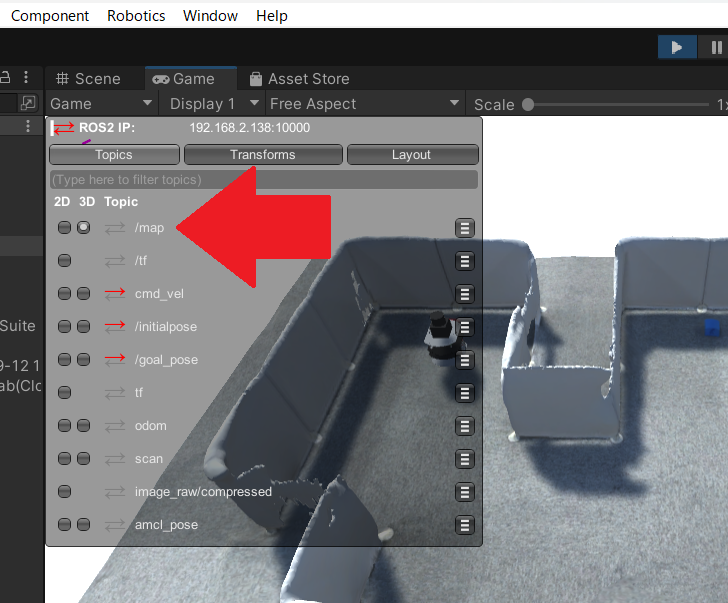 Component Robotics Window Help
Scene Game Asset Store
Game Display 1 Free Aspect Scale 1
ROS2 IP: 192.168.2.138:10000
Topics Transforms Layout
(Type here to filter topics)
2D 3D Topic
/map
/tf
cmd_vel
Suite
/initialpose
/goal_pose
9-12 1
ab(Clo
tf
odom
scan
image_raw/compressed
amcl_pose